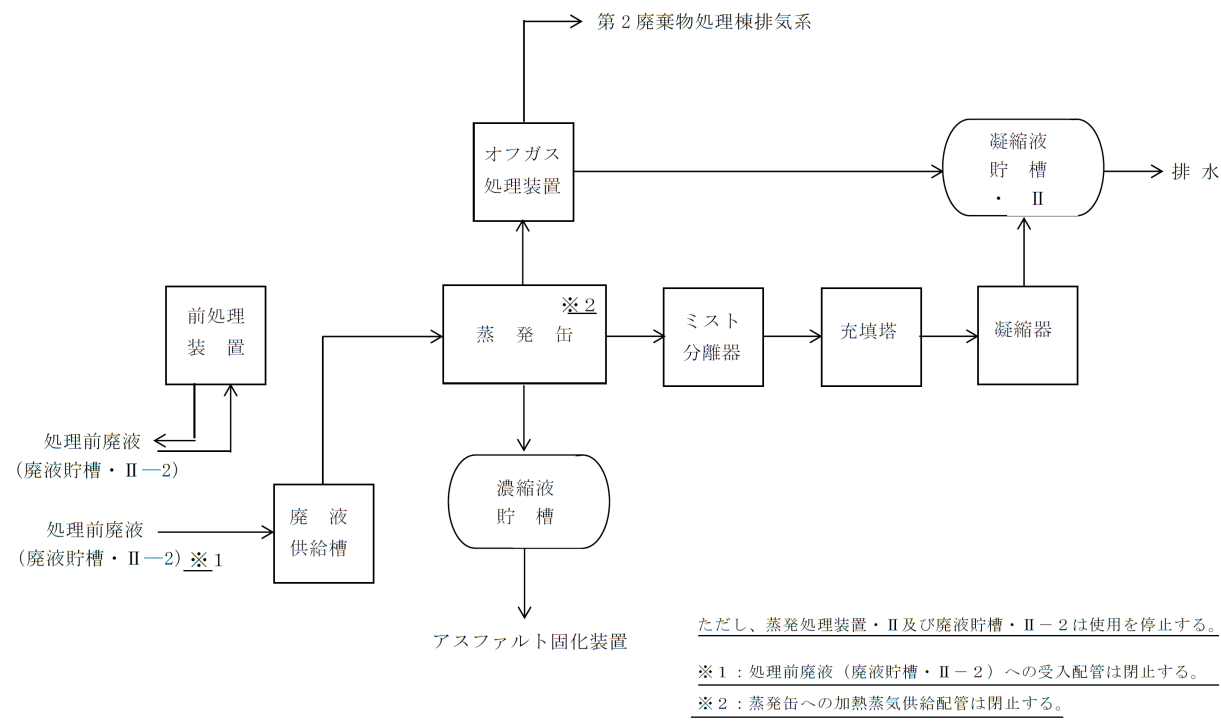 第2廃棄物処理棟排気系
オフガス
処理装置
凝縮液
貯 槽
・ Ⅱ
排 水
前処理
装 置
※2
蒸 発 缶
ミスト
分離器
充填塔
凝縮器
処理前廃液
(廃液貯槽・Ⅱ―2)
濃縮液
貯 槽
処理前廃液
(廃液貯槽・Ⅱ―2)※1
廃 液
供給槽
アスファルト固化装置
ただし、蒸発処理装置・Ⅱ及び廃液貯槽・Ⅱ－2は使用を停止する。
※1:処理前廃液(廃液貯槽・Ⅱ－2)への受入配管は閉止する。
※2:蒸発缶への加熱蒸気供給配管は閉止する。